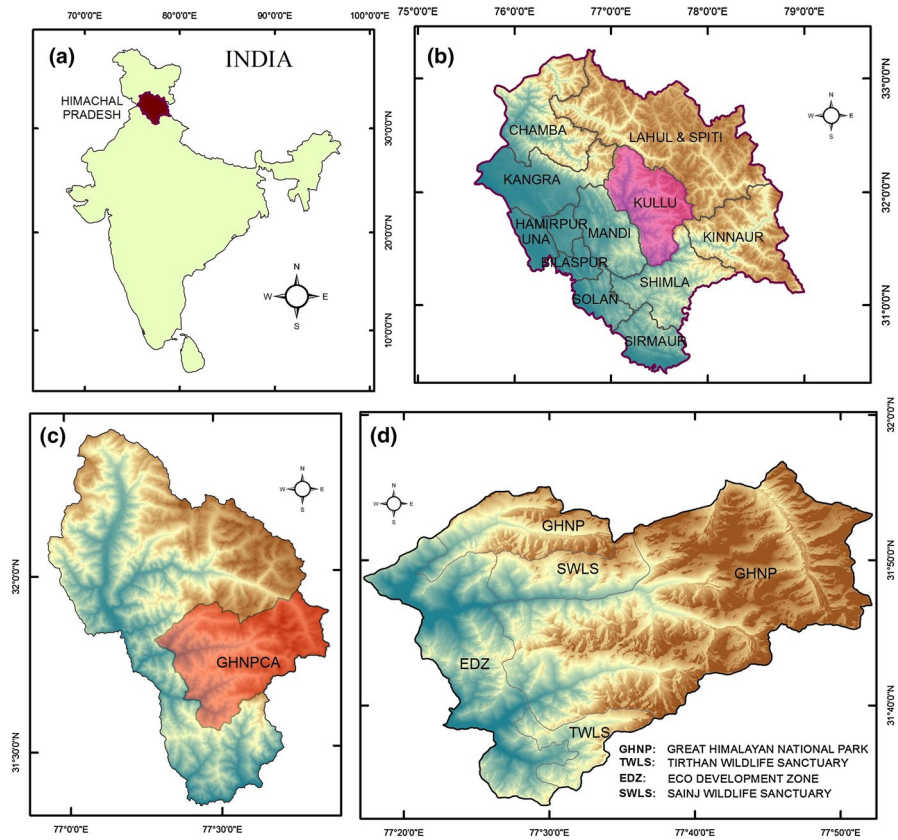 70°0'0"E 80°0'0"E 90°0'0"E 100°0'0"E
(a) INDIA
HIMACHAL
PRADESH
30°0'0"N
20°0'0"N
10°0'0"N
N
W E
S
75°0'0"E 76°0'0"E 77°0'0"E 78°0'0"E 79°0'0"E
(b)
N
W E
S
33°0'0"N
32°0'0"N
31°0'0"N
CHAMBA
LAHUL & SPITI
KANGRA
KULLU
HAMIRPUR
UNA
MANDI
KINNAUR
BILASPUR
SHIMLA
SOLAN
SIRMAUR
(c)
N
W E
S
32°0'0"N
31°30'0"N
GHNPCA
77°0'0"E 77°30'0"E
(d)
N
W E
S
32°0'0"N
31°50'0"N
31°40'0"N
GHNP
SWLS
GHNP
EDZ
TWLS
GHNP: GREAT HIMALAYAN NATIONAL PARK
TWLS: TIRTHAN WILDLIFE SANCTUARY
EDZ: ECO DEVELOPMENT ZONE
SWLS: SAINJ WILDLIFE SANCTUARY
77°20'0"E 77°30'0"E 77°40'0"E 77°50'0"E